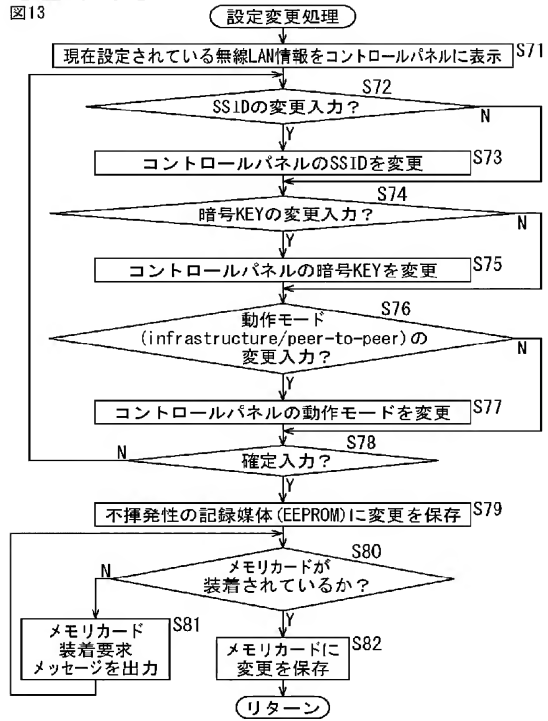 図13
設定変更処理
現在設定されている無線LAN情報をコントロールパネルに表示
S71
S72
SSIDの変更入力？
N
Y
コントロールパネルのSSIDを変更
S73
S74
暗号KEYの変更入力？
N
Y
コントロールパネルの暗号KEYを変更
S75
S76
動作モード
(infrastructure/peer-to-peer)の
変更入力？
N
Y
コントロールパネルの動作モードを変更
S77
S78
N
確定入力？
Y
不揮発性の記録媒体(EEPROM)に変更を保存
S79
S80
メモリカードが
装着されているか？
N
Y
S81
メモリカード
装着要求
メッセージを出力
S82
メモリカードに
変更を保存
リターン